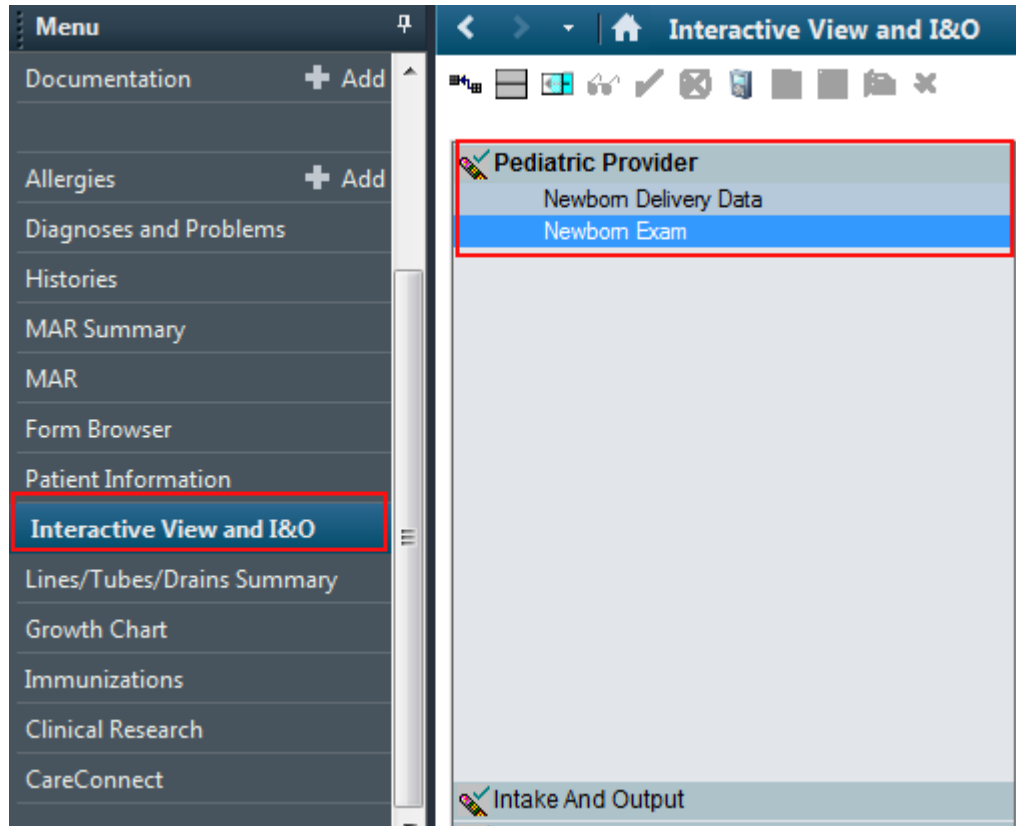 Menu
Documentation + Add
Allergies + Add
Diagnoses and Problems
Histories
MAR Summary
MAR
Form Browser
Patient Information
Interactive View and I&O
Lines/Tubes/Drains Summary
Growth Chart
Immunizations
Clinical Research
CareConnect
Interactive View and I&O
Pediatric Provider
Newborn Delivery Data
Newborn Exam
Intake And Output